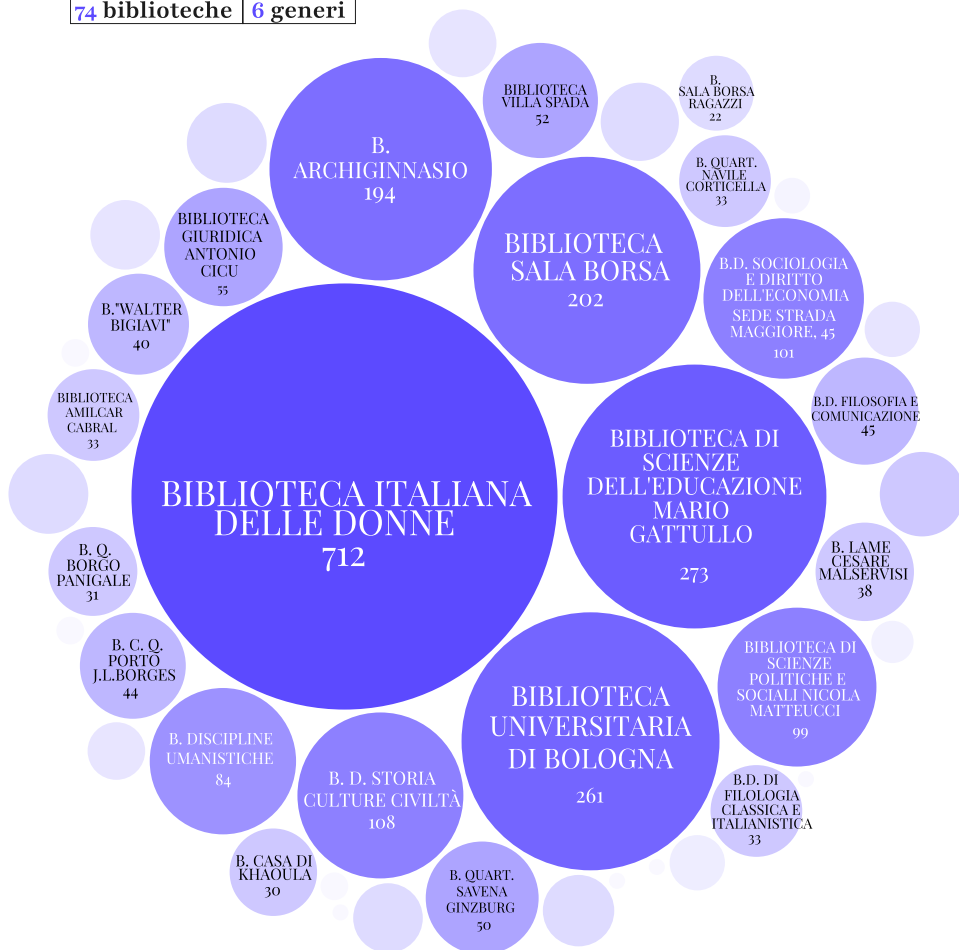 74 biblioteche | 6 generi
B.
SALA BORSA
RAGAZZI
22
BIBLIOTECA
VILLA SPADA
52
B.
ARCHIGINNASIO
194
B. QUART.
NAVILE
CORTICELLA
33
BIBLIOTECA
GIURIDICA
ANTONIO
CICU
55
BIBLIOTECA
SALA BORSA
202
B.D. SOCIOLOGIA
E DIRITTO
DELL'ECONOMIA
SEDE STRADA
MAGGIORE, 45
101
B."WALTER
BIGIAVI"
40
BIBLIOTECA
AMILCAR
CABRAL
33
B.D. FILOSOFIA E
COMUNICAZIONE
45
BIBLIOTECA ITALIANA
DELLE DONNE
712
BIBLIOTECA DI
SCIENZE
DELL'EDUCAZIONE
MARIO
GATTULLO
273
B. Q.
BORGO
PANIGALE
31
B. LAME
CESARE
MALSERVISI
38
B. C. Q.
PORTO
J.L.BORGES
44
BIBLIOTECA DI
SCIENZE
POLITICHE E
SOCIALI NICOLA
MATTEUCCI
99
BIBLIOTECA
UNIVERSITARIA
DI BOLOGNA
261
B. DISCIPLINE
UMANISTICHE
84
B. D. STORIA
CULTURE CIVILTÀ
108
B.D. DI
FILOLOGIA
CLASSICA E
ITALIANISTICA
33
B. CASA DI
KHAOULA
30
B. QUART.
SAVENA
GINZBURG
50